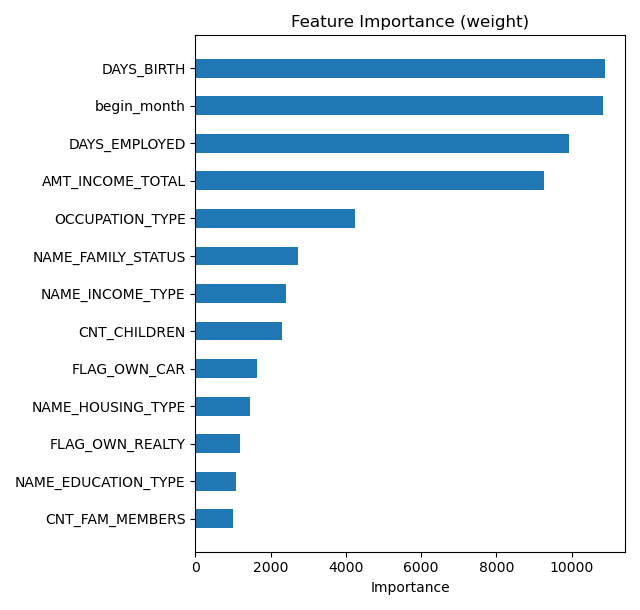 Feature Importance (weight)
DAYS_BIRTH
begin_month
DAYS_EMPLOYED
AMT_INCOME_TOTAL
OCCUPATION_TYPE
NAME_FAMILY_STATUS
NAME_INCOME_TYPE
CNT_CHILDREN
FLAG_OWN_CAR
NAME_HOUSING_TYPE
FLAG_OWN_REALTY
NAME_EDUCATION_TYPE
CNT_FAM_MEMBERS
0 2000 4000 6000 8000 10000
Importance